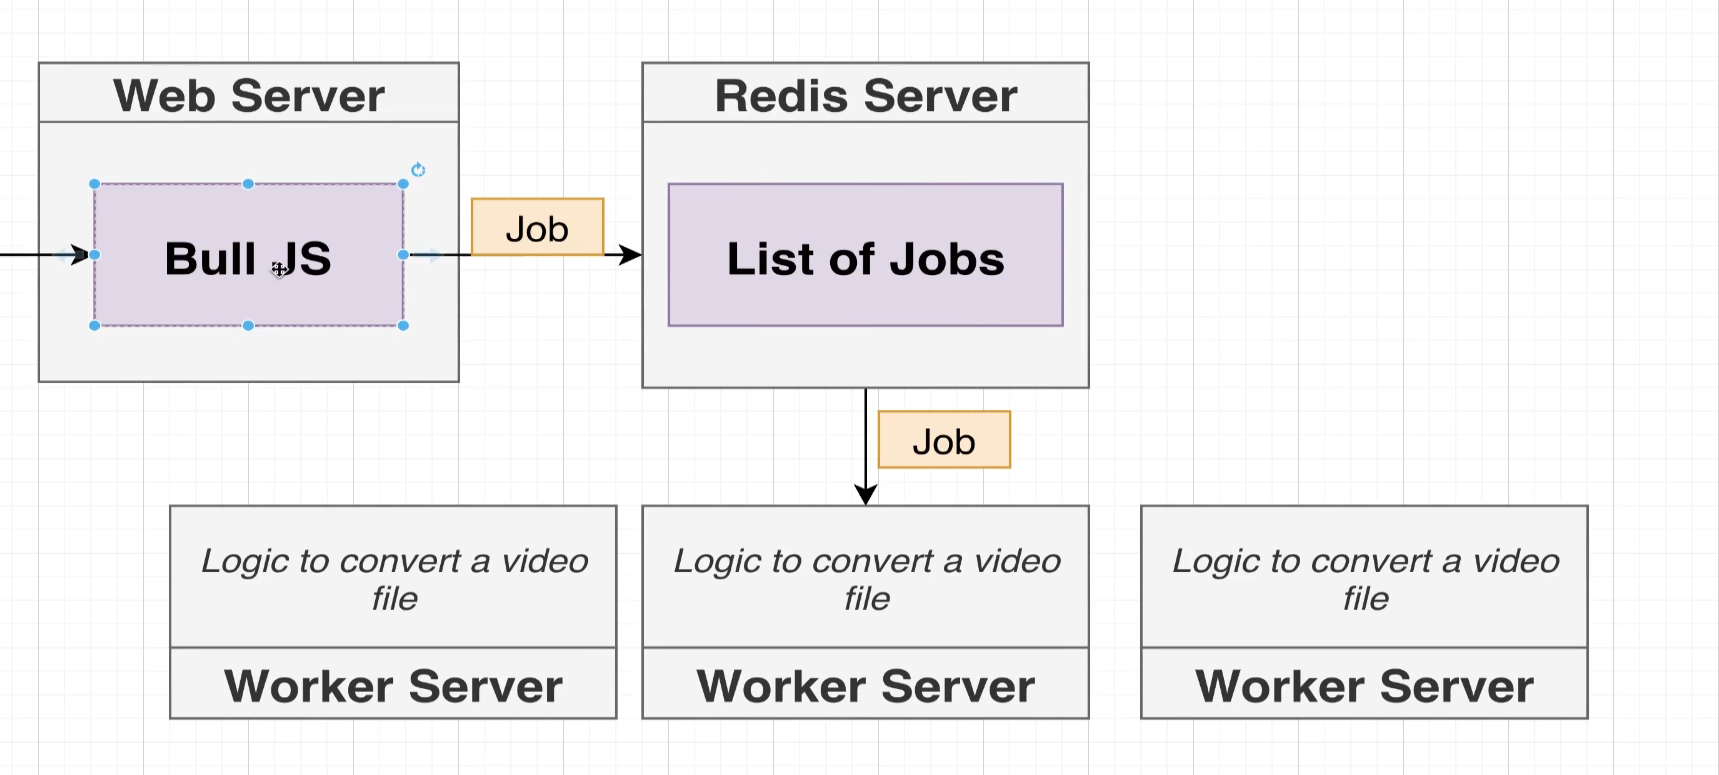 Web Server
Redis Server
Bull JS
Job
List of Jobs
Job
Logic to convert a video
file
Worker Server
Logic to convert a video
file
Worker Server
Logic to convert a video
file
Worker Server